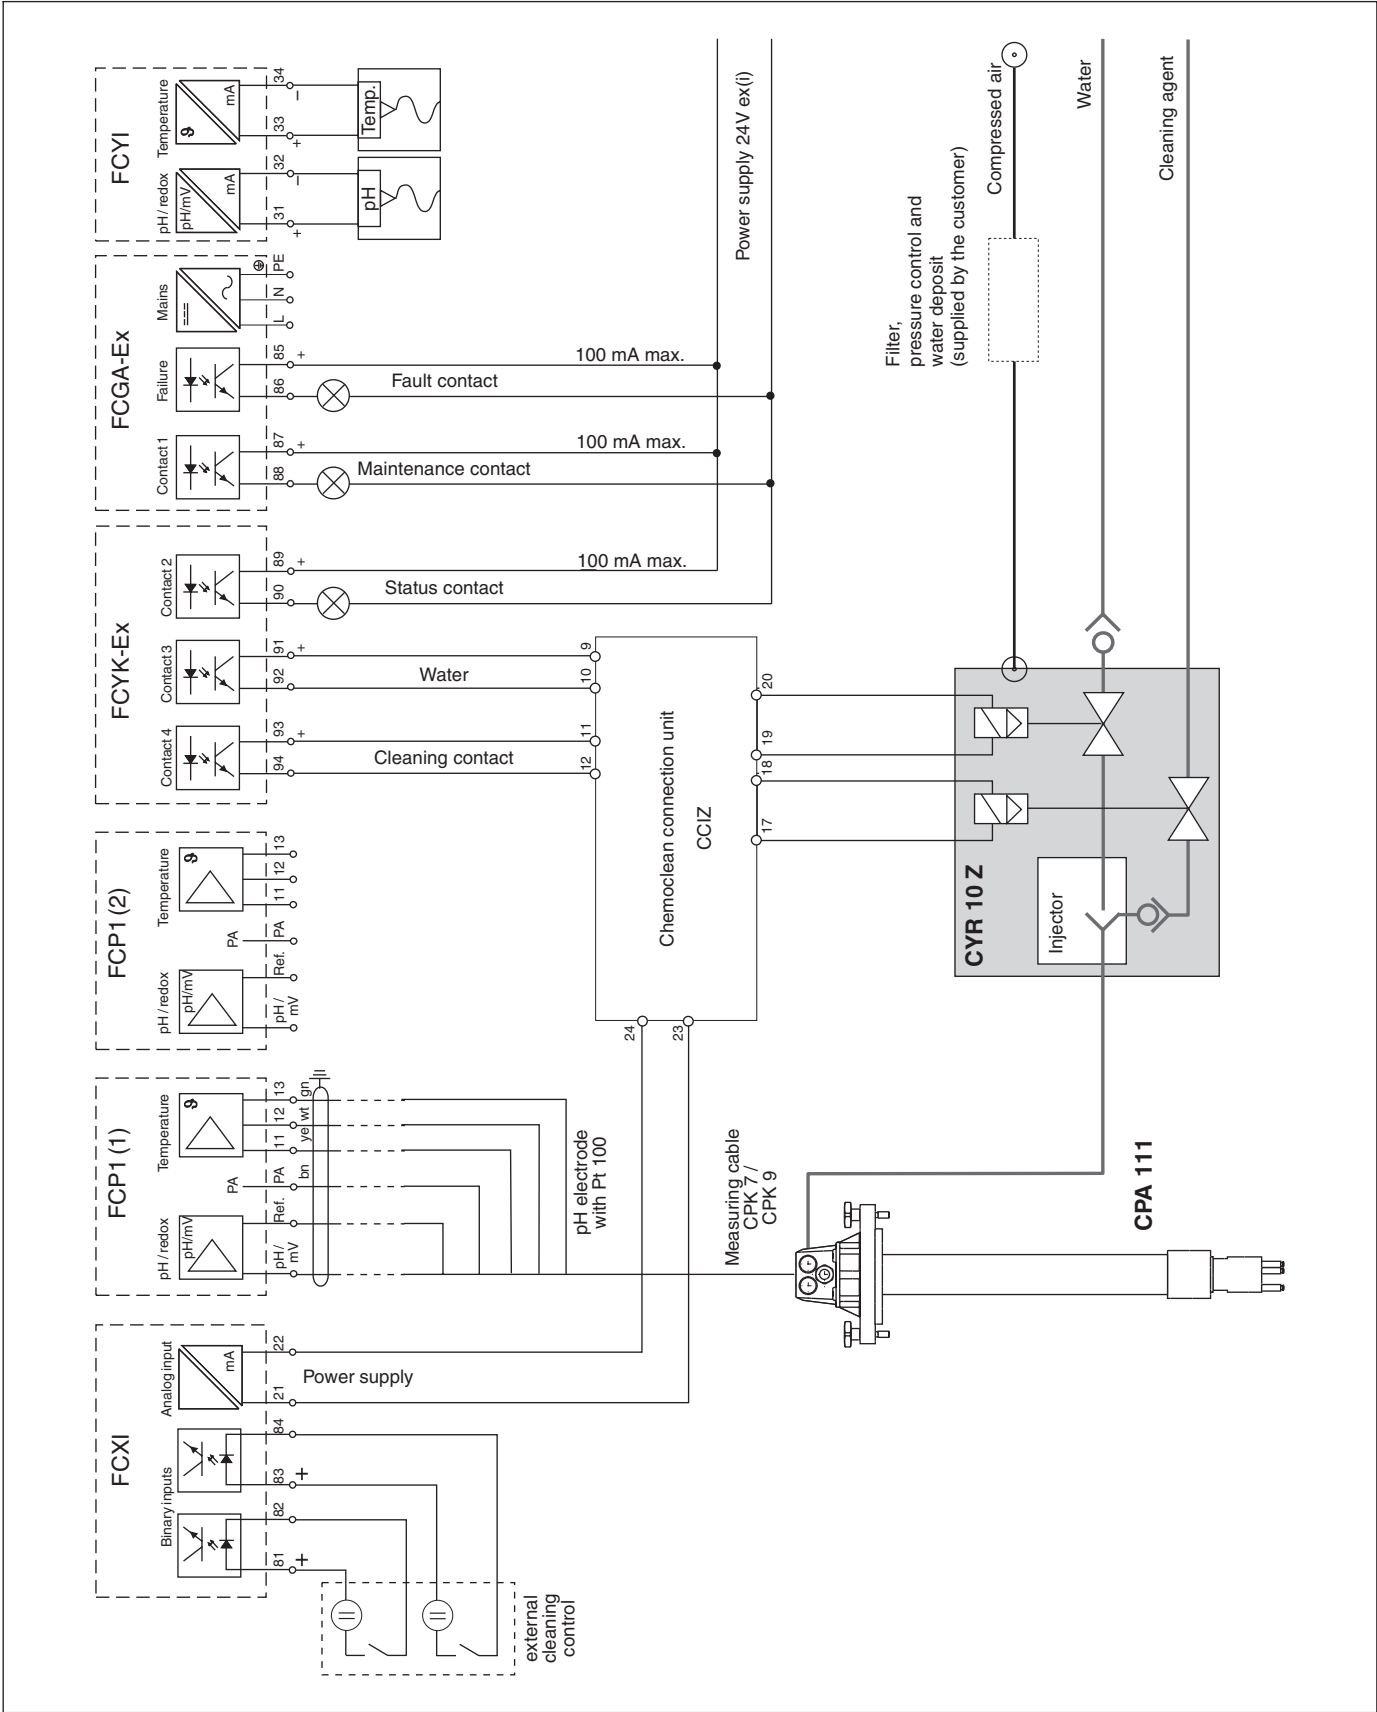 FCXI
Binary inputs
Analog input
mA
81
+
82
83
+
84
21
22
Power supply
external
cleaning
control
FCP1 (1)
pH / redox
pH/mV
Temperature
ϑ
PA
pH /
mV
Ref.
PA
11
12
13
bn
ye
wt
gn
pH electrode
with Pt 100
Measuring cable
CPK 7 /
CPK 9
FCP1 (2)
pH / redox
pH/mV
Temperature
ϑ
PA
pH /
mV
Ref.
PA
11
12
13
FCYK-Ex
Contact 4
Contact 3
Contact 2
94
93
+
92
91
+
90
89
+
Cleaning contact
Water
Status contact
100 mA max.
FCGA-Ex
Contact 1
Failure
Mains
88
87
+
86
85
+
L
N
PE
Maintenance contact
100 mA max.
Fault contact
100 mA max.
FCYI
pH / redox
pH/mV
mA
Temperature
ϑ
mA
31
+
32
–
33
+
34
–
pH
Temp.
Power supply 24V ex(i)
12
11
10
9
Chemoclean connection unit
CCIZ
24
23
17
18
19
20
Filter,
pressure control and
water deposit
(supplied by the customer)
Compressed air
Water
Cleaning agent
CYR 10 Z
Injector
CPA 111